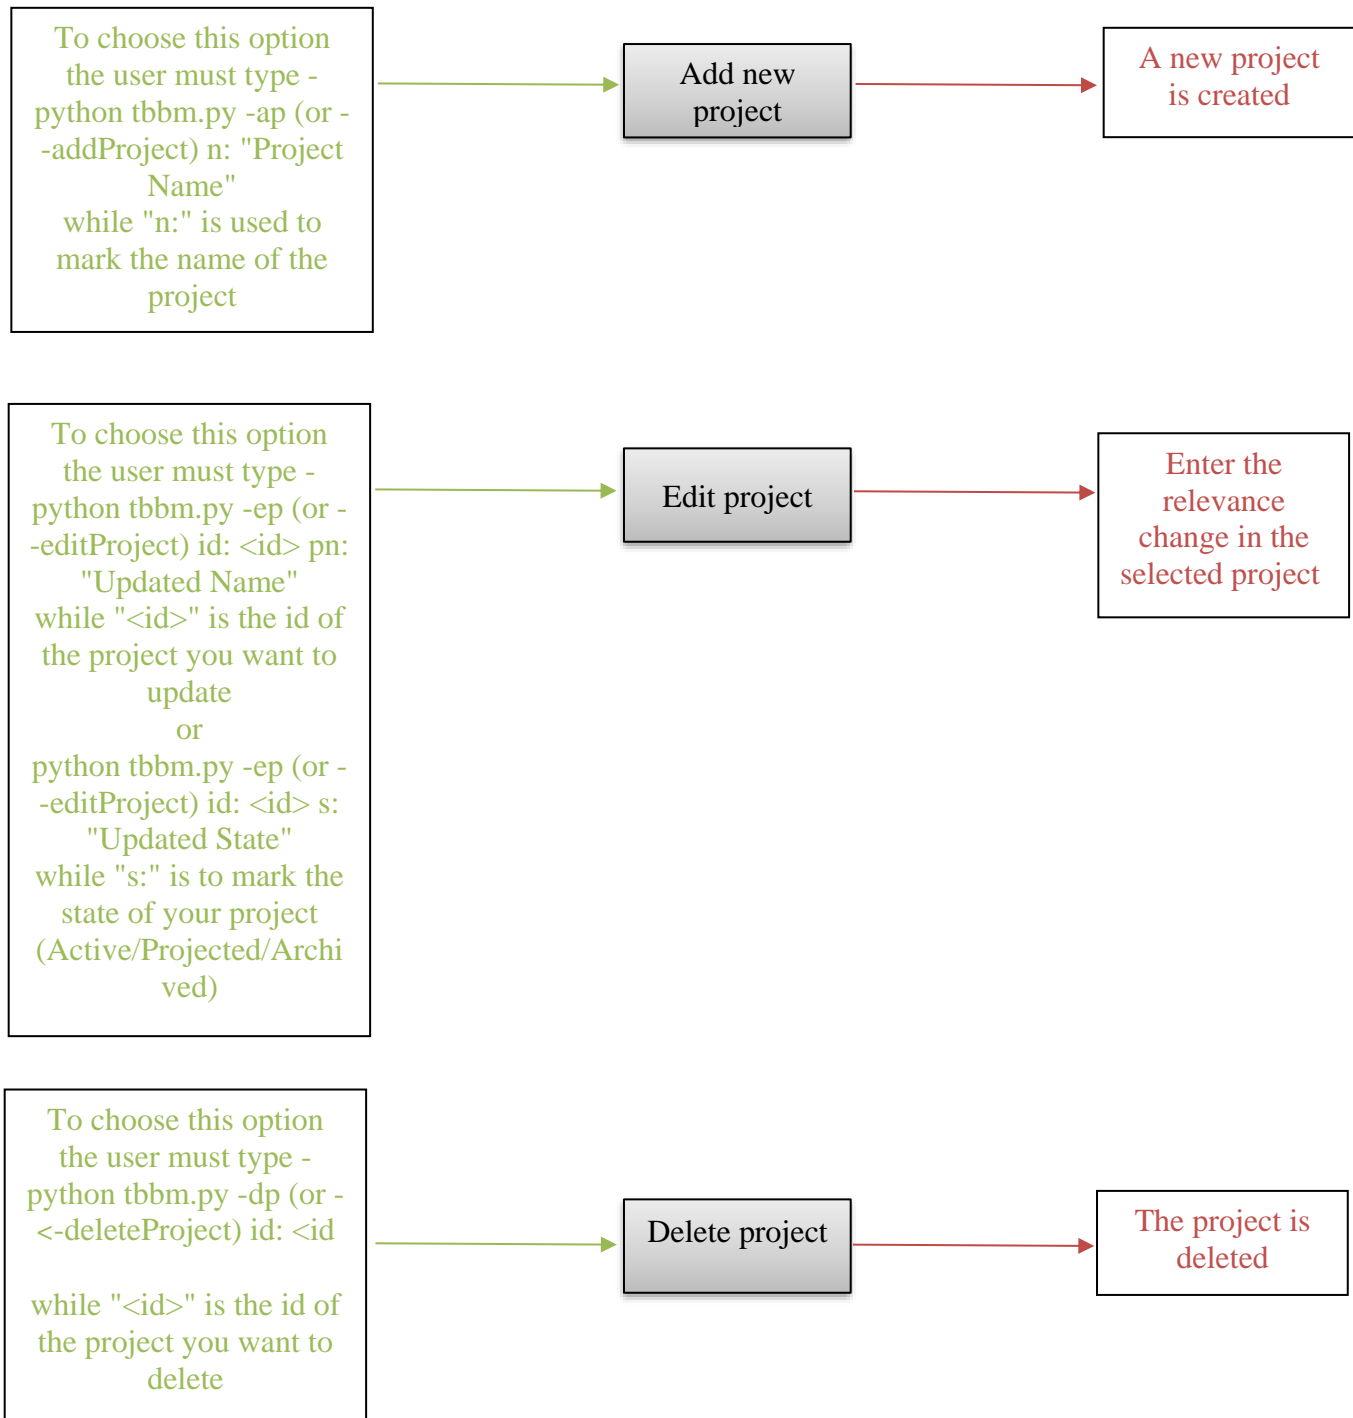 To choose this option
the user must type -
python tbbm.py -ap (or -
-addProject) n: "Project
Name"
while "n:" is used to
mark the name of the
project
Add new
project
A new project
is created
To choose this option
the user must type -
python tbbm.py -ep (or -
-editProject) id: <id> pn:
"Updated Name"
while "<id>" is the id of
the project you want to
update
or
python tbbm.py -ep (or -
-editProject) id: <id> s:
"Updated State"
while "s:" is to mark the
state of your project
(Active/Projected/Archi
ved)
Edit project
Enter the
relevance
change in the
selected project
To choose this option
the user must type -
python tbbm.py -dp (or -
<-deleteProject) id: <id
while "<id>" is the id of
the project you want to
delete
Delete project
The project is
deleted